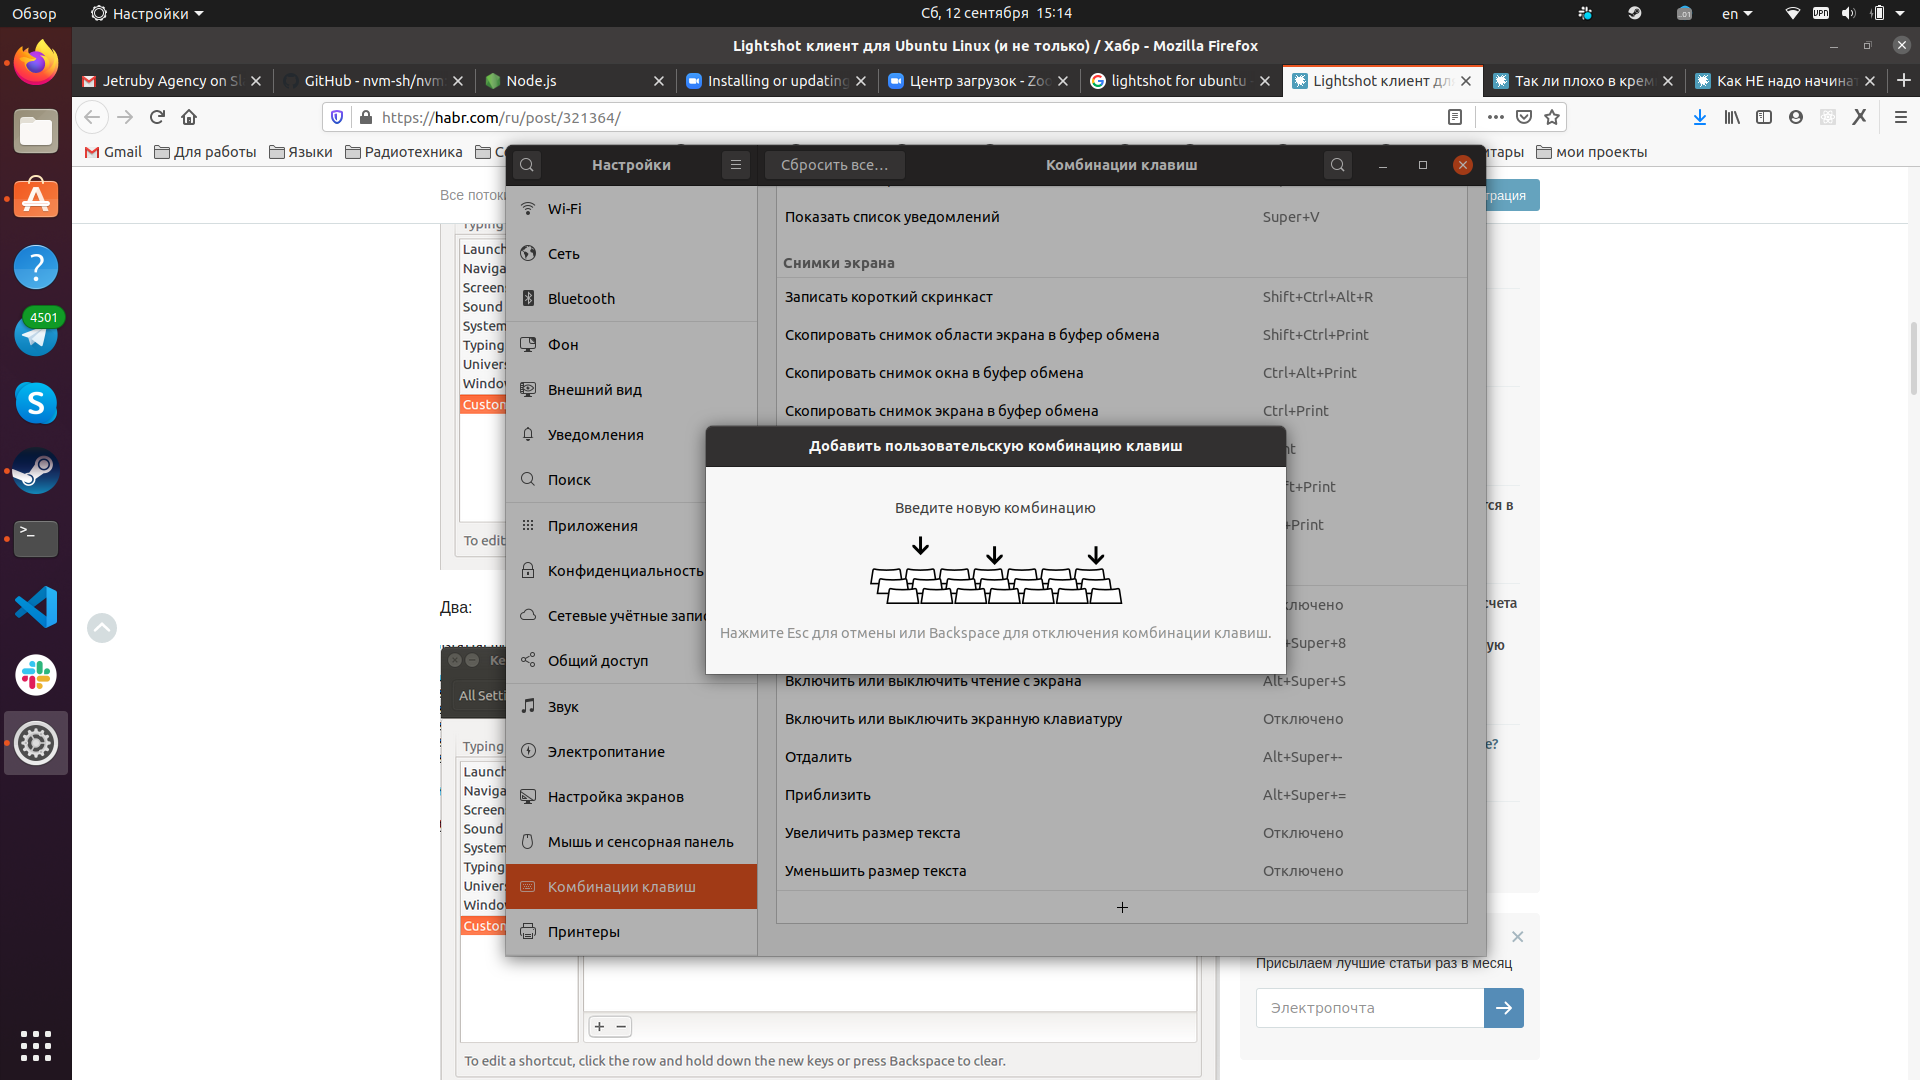 Обзор
Настройки
Сб, 12 сентября 15:14
en
VPN
Lightshot клиент для Ubuntu Linux (и не только) / Хабр - Mozilla Firefox
Jetruby Agency on Sl
GitHub - nvm-sh/nvm:
Node.js
Installing or updating
Центр загрузок - Zoo
lightshot for ubuntu -
Lightshot клиент дл
Так ли плохо в крем
Как НЕ надо начинат
https://habr.com/ru/post/321364/
Gmail
Для работы
Языки
Радиотехника
мои проекты
Все поток
Настройки
Сбросить все…
Комбинации клавиш
Wi-Fi
Сеть
Bluetooth
Фон
Внешний вид
Уведомления
Поиск
Приложения
Конфиденциальность
Сетевые учётные запис
Общий доступ
Звук
Электропитание
Настройка экранов
Мышь и сенсорная панель
Комбинации клавиш
Принтеры
Показать список уведомлений Super+V
Снимки экрана
Записать короткий скринкаст Shift+Ctrl+Alt+R
Скопировать снимок области экрана в буфер обмена Shift+Ctrl+Print
Скопировать снимок окна в буфер обмена Ctrl+Alt+Print
Скопировать снимок экрана в буфер обмена Ctrl+Print
Добавить пользовательскую комбинацию клавиш
Введите новую комбинацию
Нажмите Esc для отмены или Backspace для отключения комбинации клавиш.
nt
ft+Print
+Print
ключено
+Super+8
Включить или выключить чтение с экрана Alt+Super+S
Включить или выключить экранную клавиатуру Отключено
Отдалить Alt+Super+-
Приблизить Alt+Super+=
Увеличить размер текста Отключено
Уменьшить размер текста Отключено
+
4501
Typing
Launch
Naviga
Screen
Sound
System
Typing
Univers
Windo
Custom
To edit
Два:
Ke
All Setti
Typing
Launch
Naviga
Screen
Sound
System
Typing
Univers
Windo
Custom
+ −
To edit a shortcut, click the row and hold down the new keys or press Backspace to clear.
итары
трация
тся в
счета
ую
е?
Присылаем лучшие статьи раз в месяц
Электропочта